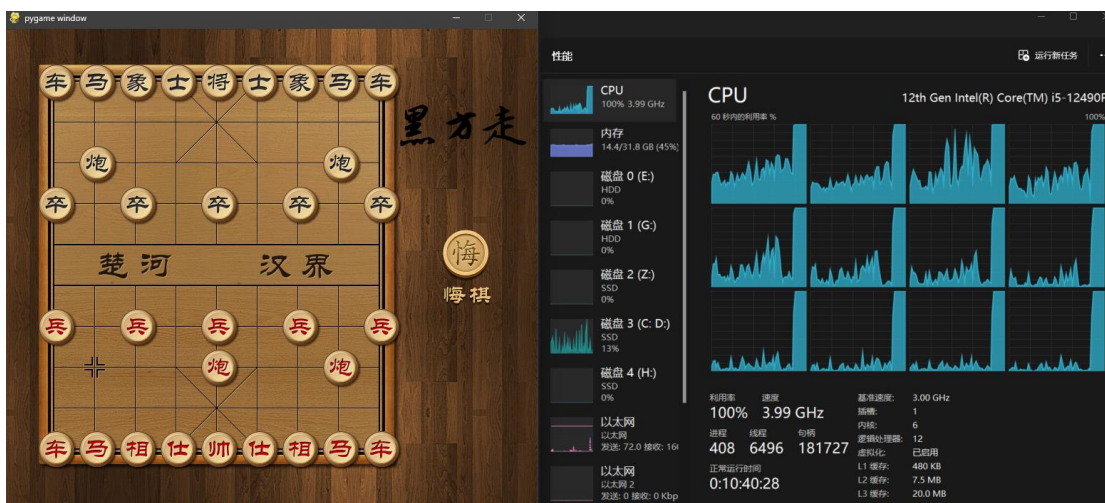 pygame window
车 马 象 士 将 士 象 马 车
黑方走
炮 炮
卒 卒 卒 卒 卒
楚河 汉界
悔
悔棋
兵 兵 兵 兵 兵
炮 炮
车 马 相 仕 帅 仕 相 马 车
性能
运行新任务
CPU
100% 3.99 GHz
内存
14.4/31.8 GB (45%)
磁盘 0 (E:)
HDD
0%
磁盘 1 (G:)
HDD
0%
磁盘 2 (Z:)
SSD
0%
磁盘 3 (C: D:)
SSD
13%
磁盘 4 (H:)
SSD
0%
以太网
以太网
发送: 72.0 接收: 16
以太网
以太网 2
发送: 0 接收: 0 Kbp
CPU
12th Gen Intel(R) Core(TM) i5-12490F
60 秒内的利用率 %
100%
利用率 速度
100% 3.99 GHz
进程 线程 句柄
408 6496 181727
正常运行时间
0:10:40:28
基准速度: 3.00 GHz
插槽: 1
内核: 6
逻辑处理器: 12
虚拟化: 已启用
L1 缓存: 480 KB
L2 缓存: 7.5 MB
L3 缓存: 20.0 MB